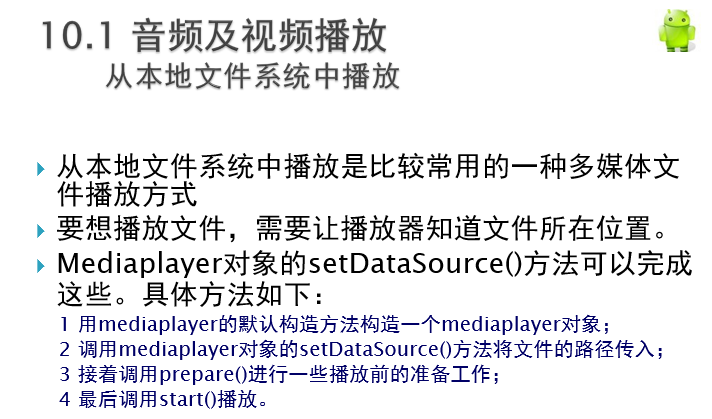 10.1 音频及视频播放
从本地文件系统中播放
从本地文件系统中播放是比较常用的一种多媒体文
件播放方式
要想播放文件，需要让播放器知道文件所在位置。
Mediaplayer对象的setDataSource()方法可以完成
这些。具体方法如下：
1 用mediaplayer的默认构造方法构造一个mediaplayer对象；
2 调用mediaplayer对象的setDataSource()方法将文件的路径传入；
3 接着调用prepare()进行一些播放前的准备工作；
4 最后调用start()播放。